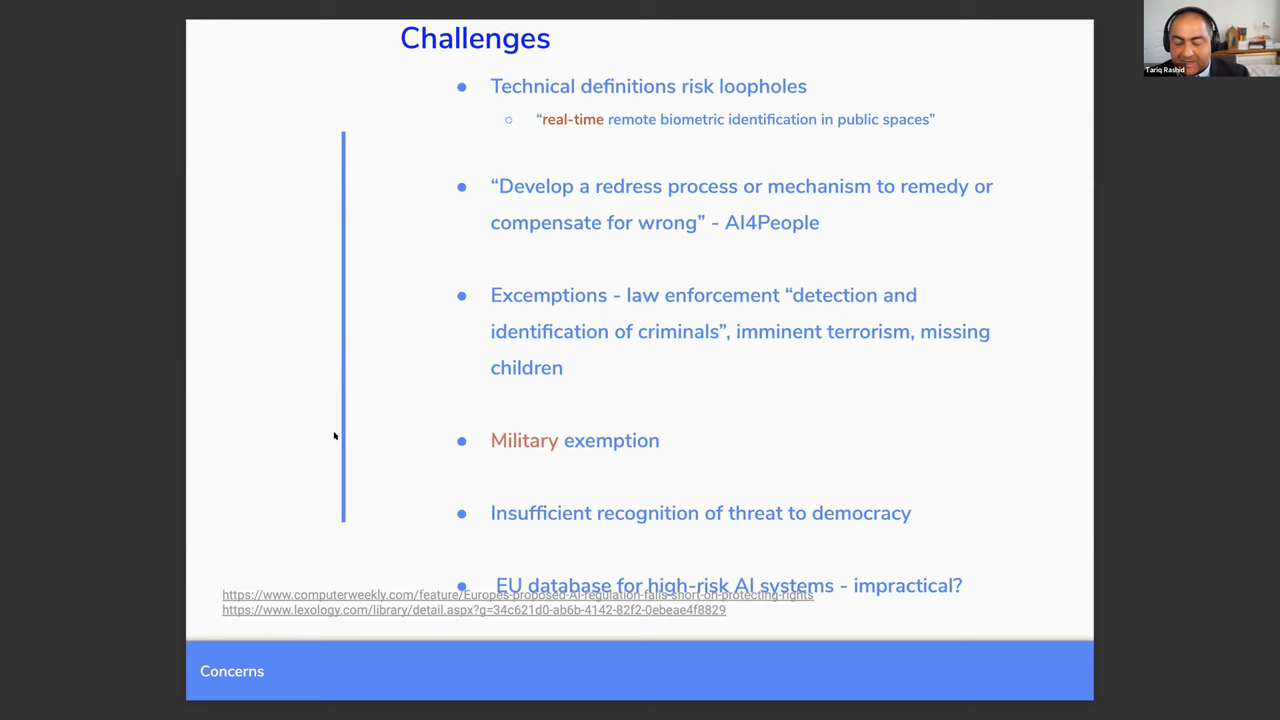 Challenges
Tariq Rashid
● Technical definitions risk loopholes
○ “real-time remote biometric identification in public spaces”
● “Develop a redress process or mechanism to remedy or
compensate for wrong” - AI4People
● Excemptions - law enforcement “detection and
identification of criminals”, imminent terrorism, missing
children
● Military exemption
● Insufficient recognition of threat to democracy
● EU database for high-risk AI systems - impractical?
https://www.computerweekly.com/feature/Europes-proposed-AI-regulation-falls-short-on-protecting-rights
https://www.lexology.com/library/detail.aspx?g=34c621d0-ab6b-4142-82f2-0ebeae4f8829
Concerns